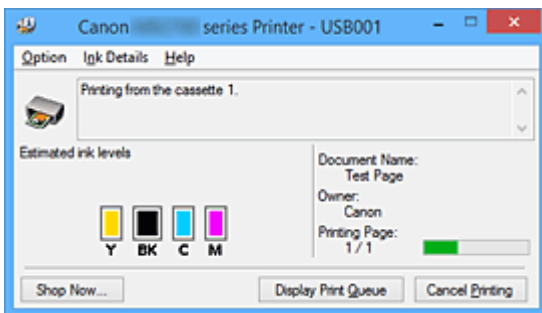 Canon series Printer - USB001
Option Ink Details Help
Printing from the cassette 1.
Estimated ink levels
Document Name:
Test Page
Owner:
Canon
Printing Page:
1 / 1
Y BK C M
Shop Now... Display Print Queue Cancel Printing